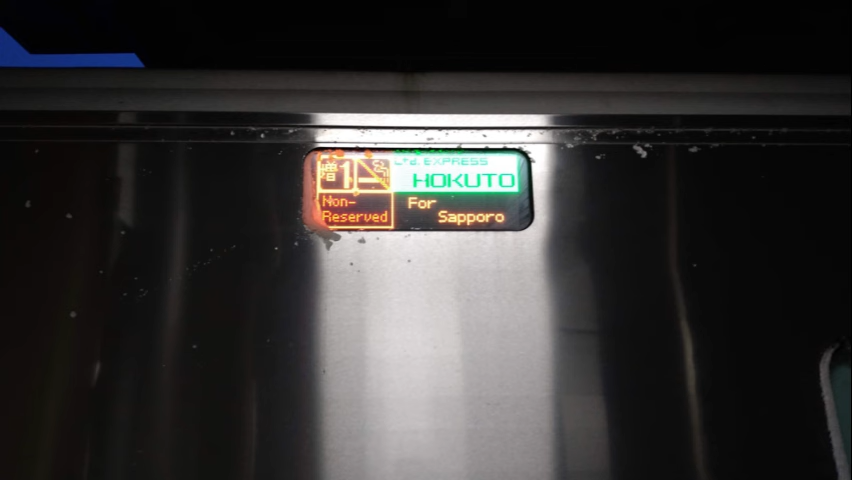 増1
Ltd. EXPRESS
HOKUTO
Non-
Reserved
For
Sapporo